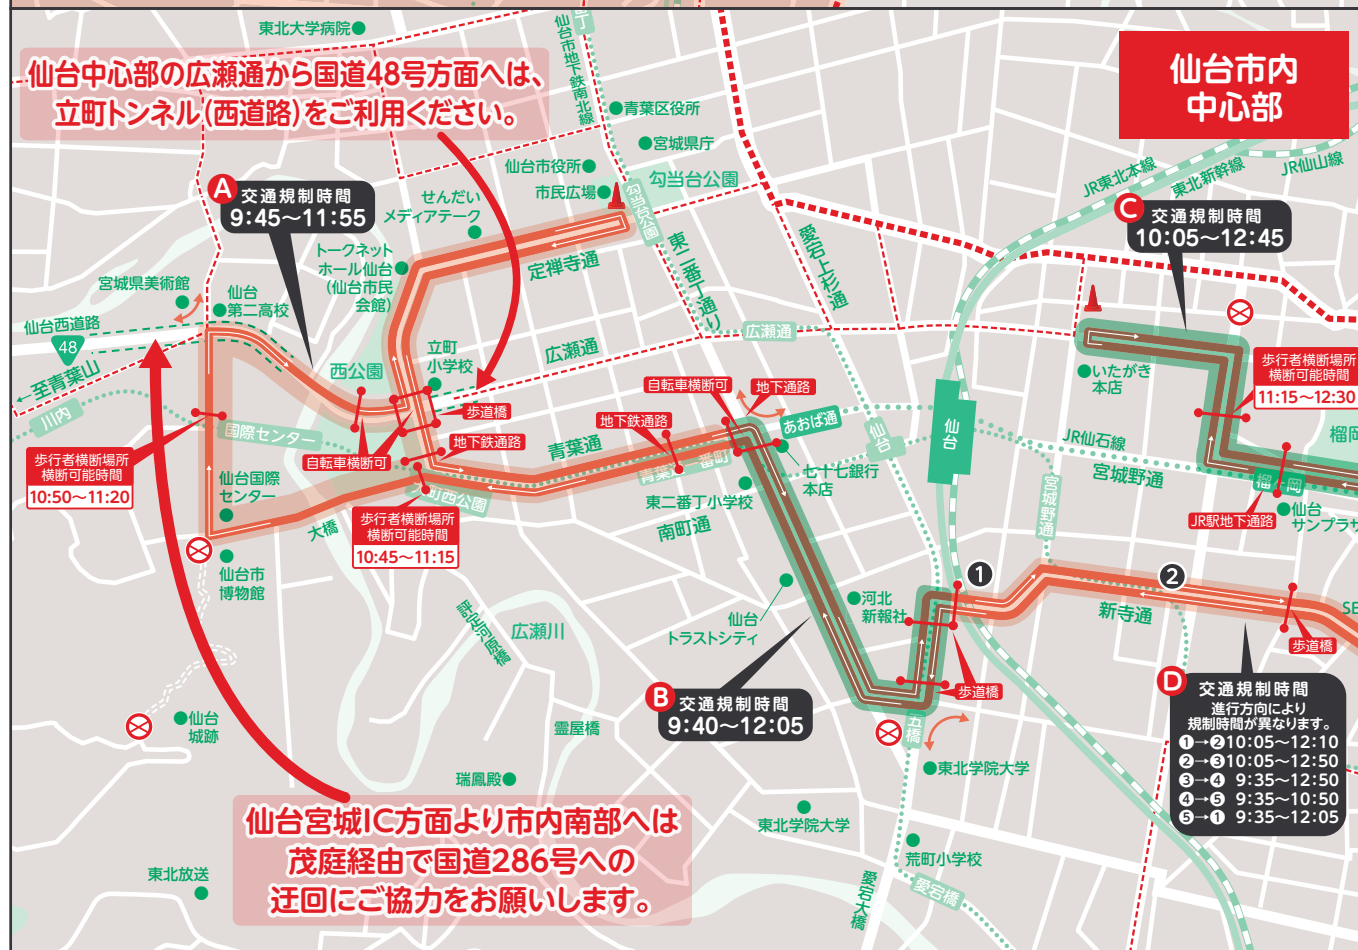 東北大学病院
仙台市地下鉄南北線
仙台中心部の広瀬通から国道48号方面へは、
立町トンネル(西道路)をご利用ください。
仙台市内
中心部
青葉区役所
宮城県庁
仙台市役所
市民広場
勾当台公園
勾当台公園
JR東北本線
東北新幹線
JR仙山線
A
交通規制時間
9:45〜11:55
せんだい
メディアテーク
C
交通規制時間
10:05〜12:45
トークネット
ホール仙台
(仙台市民
会館)
定禅寺通
東二番丁通り
愛宕上杉通
宮城県美術館
仙台
第二高校
仙台西道路
48
至青葉山
川内
西公園
立町
小学校
広瀬通
広瀬通
いたがき
本店
歩行者横断場所
横断可能時間
11:15〜12:30
自転車横断可
地下通路
歩道橋
地下鉄通路
あおば通
仙台
仙台
国際センター
自転車横断可
地下鉄通路
青葉通
七十七銀行
本店
JR仙石線
宮城野通
宮城野通
歩行者横断場所
横断可能時間
10:50〜11:20
仙台国際
センター
大橋
歩行者横断場所
横断可能時間
10:45〜11:15
東二番丁小学校
南町通
JR駅地下通路
仙台
サンプラザ
仙台市
博物館
評定河原橋
広瀬川
仙台
トラストシティ
河北
新報社
1
2
新寺通
歩道橋
歩道橋
B
交通規制時間
9:40〜12:05
D
交通規制時間
進行方向により
規制時間が異なります。
1→2 10:05〜12:10
2→3 10:05〜12:50
3→4 9:35〜12:50
4→5 9:35〜10:50
5→1 9:35〜12:05
仙台
城跡
霊屋橋
五橋
瑞鳳殿
東北学院大学
東北学院大学
仙台宮城IC方面より市内南部へは
茂庭経由で国道286号への
迂回にご協力をお願いします。
荒町小学校
愛宕大橋
愛宕橋
東北放送